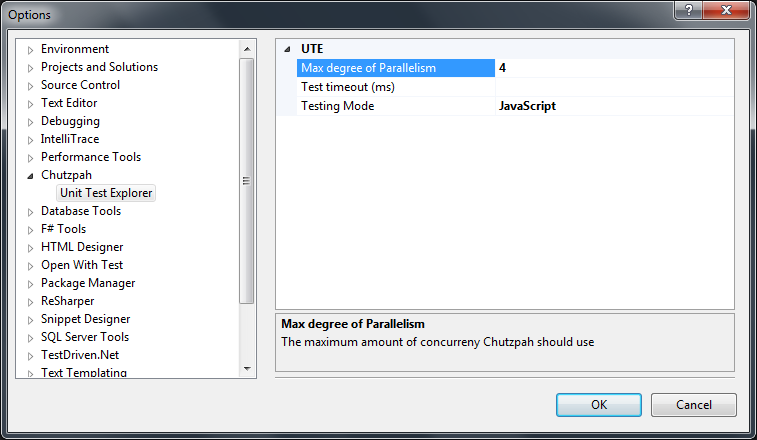 Options
?
Environment
Projects and Solutions
Source Control
Text Editor
Debugging
IntelliTrace
Performance Tools
Chutzpah
Unit Test Explorer
Database Tools
F# Tools
HTML Designer
Open With Test
Package Manager
ReSharper
Snippet Designer
SQL Server Tools
TestDriven.Net
Text Templating
UTE
Max degree of Parallelism 4
Test timeout (ms)
Testing Mode JavaScript
Max degree of Parallelism
The maximum amount of concurreny Chutzpah should use
OK Cancel